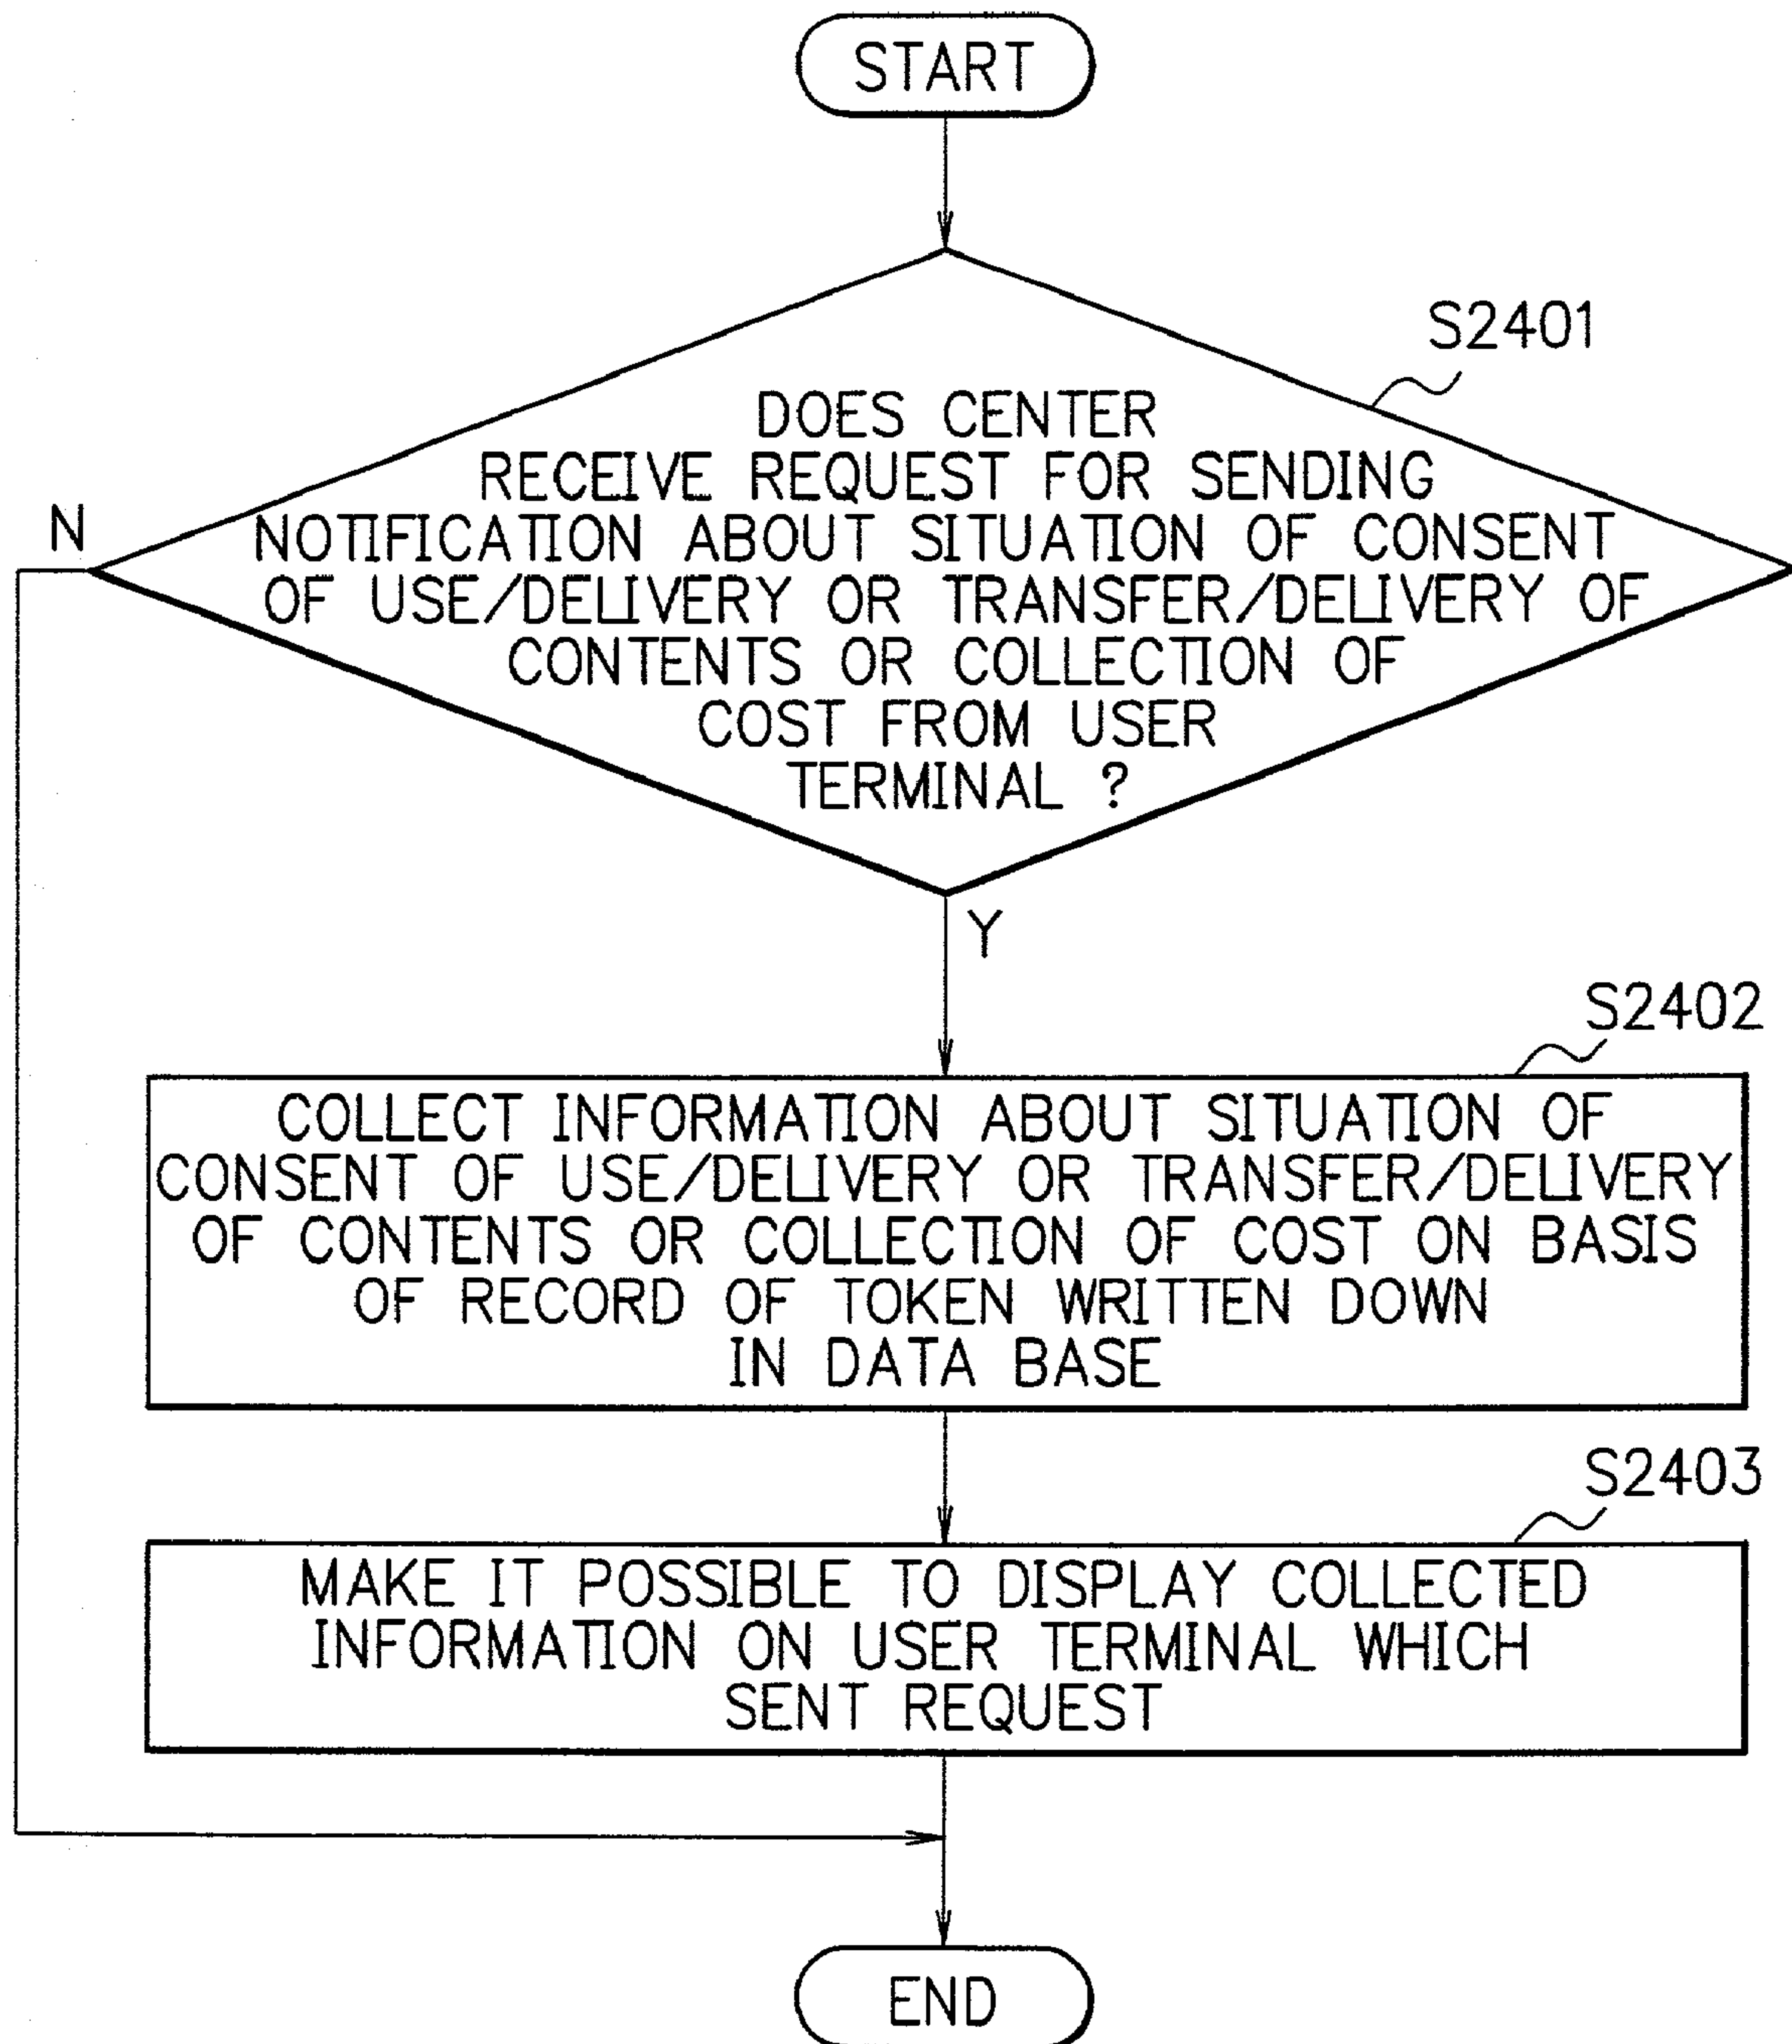 START
S2401
DOES CENTER
RECEIVE REQUEST FOR SENDING
N
NOTIFICATION ABOUT SITUATION OF CONSENT
OF USE/DELIVERY OR TRANSFER/DELIVERY OF
CONTENTS OR COLLECTION OF
COST FROM USER
TERMINAL ?
Y
S2402
COLLECT INFORMATION ABOUT SITUATION OF
CONSENT OF USE/DELIVERY OR TRANSFER/DELIVERY
OF CONTENTS OR COLLECTION OF COST ON BASIS
OF RECORD OF TOKEN WRITTEN DOWN
IN DATA BASE
S2403
MAKE IT POSSIBLE TO DISPLAY COLLECTED
INFORMATION ON USER TERMINAL WHICH
SENT REQUEST
END